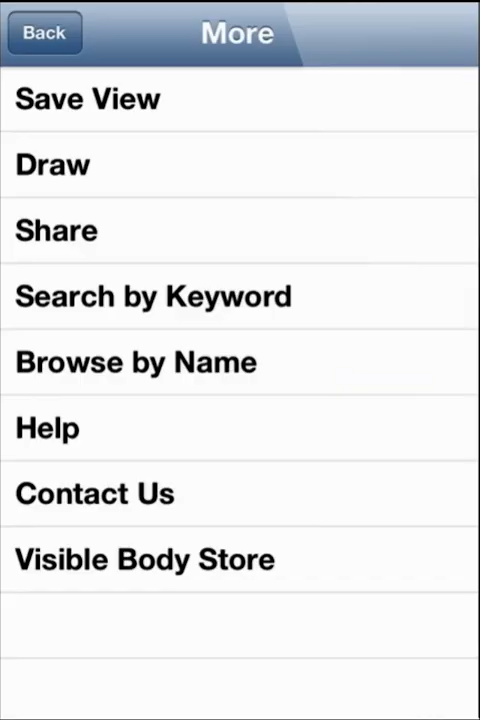 Back
More
Save View
Draw
Share
Search by Keyword
Browse by Name
Help
Contact Us
Visible Body Store